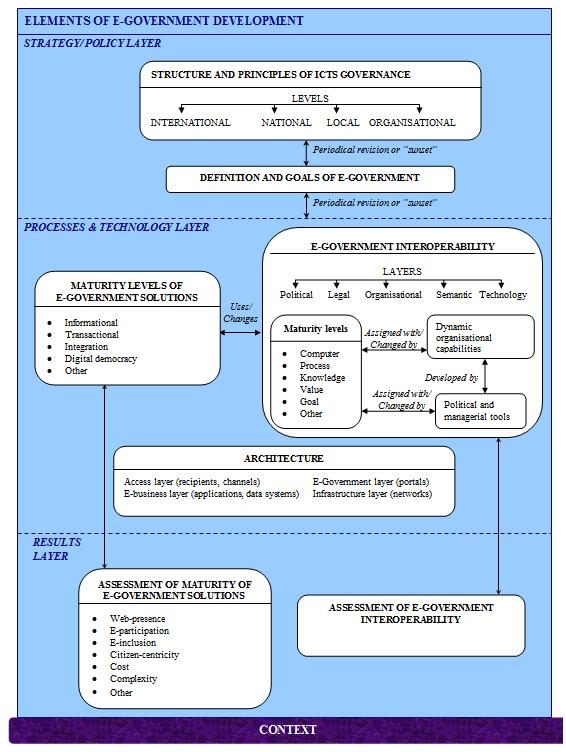 ELEMENTS OF E-GOVERNMENT DEVELOPMENT
STRATEGY/POLICY LAYER
STRUCTURE AND PRINCIPLES OF ICTS GOVERNANCE
LEVELS
INTERNATIONAL NATIONAL LOCAL ORGANISATIONAL
Periodical revision or "sunset"
DEFINITION AND GOALS OF E-GOVERNMENT
Periodical revision or "sunset"
PROCESSES & TECHNOLOGY LAYER
MATURITY LEVELS OF
E-GOVERNMENT SOLUTIONS
• Informational
• Transactional
• Integration
• Digital democracy
• Other
Uses/
Changes
E-GOVERNMENT INTEROPERABILITY
LAYERS
Political Legal Organisational Semantic Technology
Maturity levels
• Computer
• Process
• Knowledge
• Value
• Goal
• Other
Assigned with/
Changed by
Dynamic
organisational
capabilities
Developed by
Assigned with/
Changed by
Political and
managerial tools
ARCHITECTURE
Access layer (recipients, channels) E-Government layer (portals)
E-business layer (applications, data systems) Infrastructure layer (networks)
RESULTS
LAYER
ASSESSMENT OF MATURITY OF
E-GOVERNMENT SOLUTIONS
• Web-presence
• E-participation
• E-inclusion
• Citizen-centricity
• Cost
• Complexity
• Other
ASSESSMENT OF E-GOVERNMENT
INTEROPERABILITY
CONTEXT